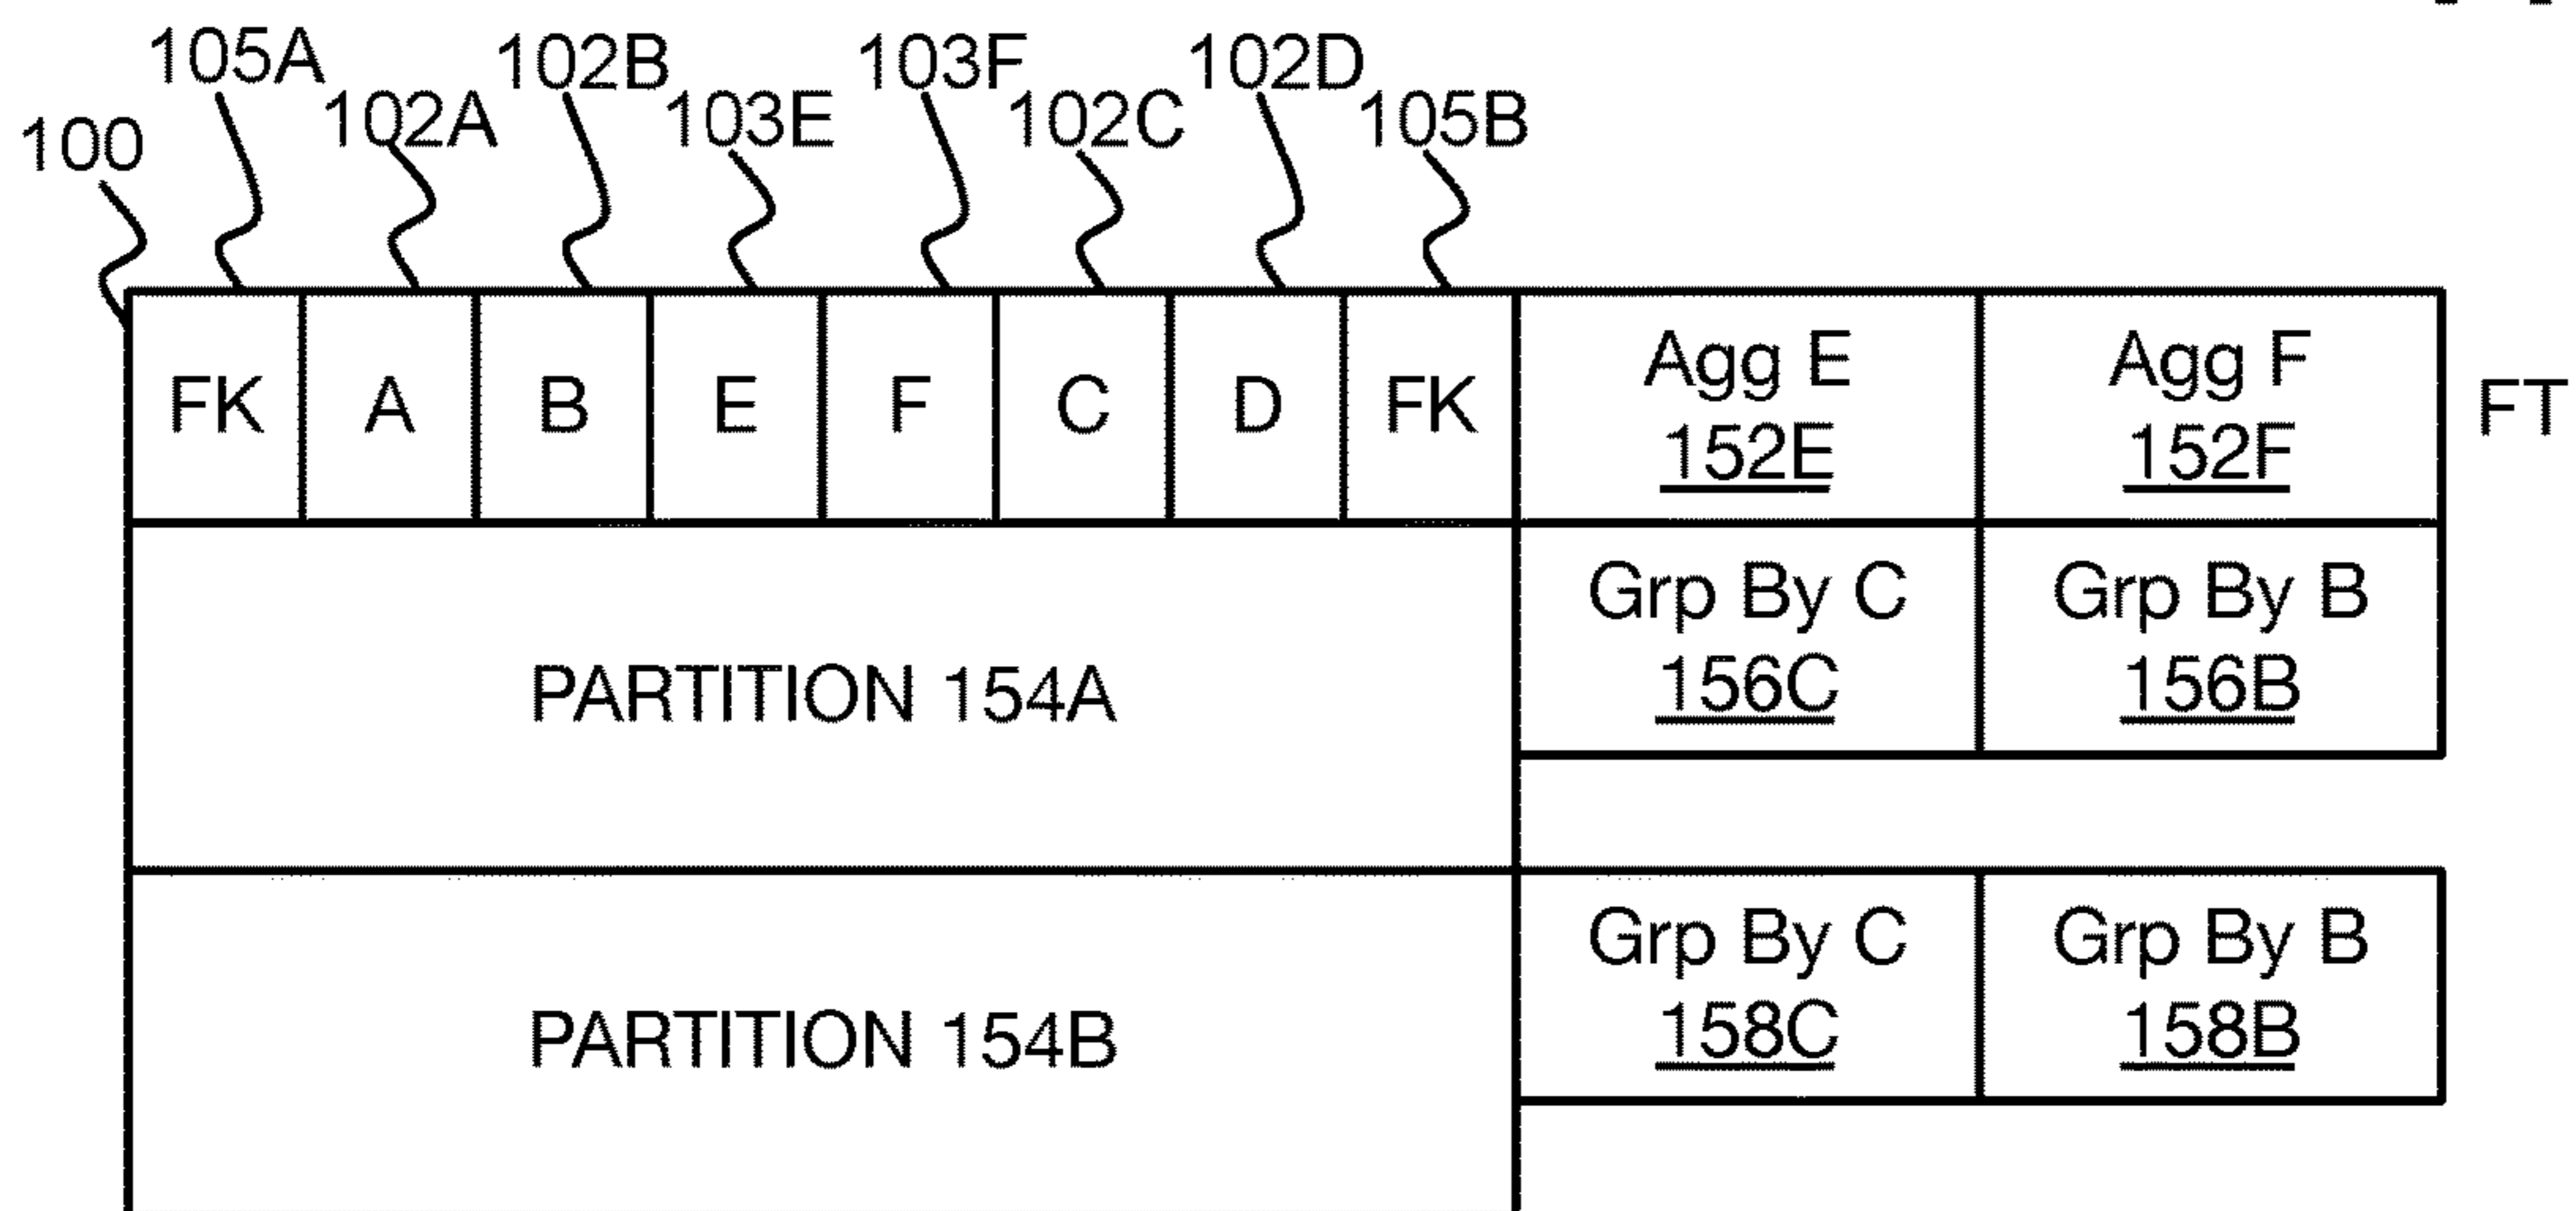 105A 102B 103F 102D
100 102A 103E 102C 105B
FK A B E F C D FK Agg E Agg F FT
152E 152F
Grp By C Grp By B
PARTITION 154A 156C 156B
Grp By C Grp By B
PARTITION 154B 158C 158B